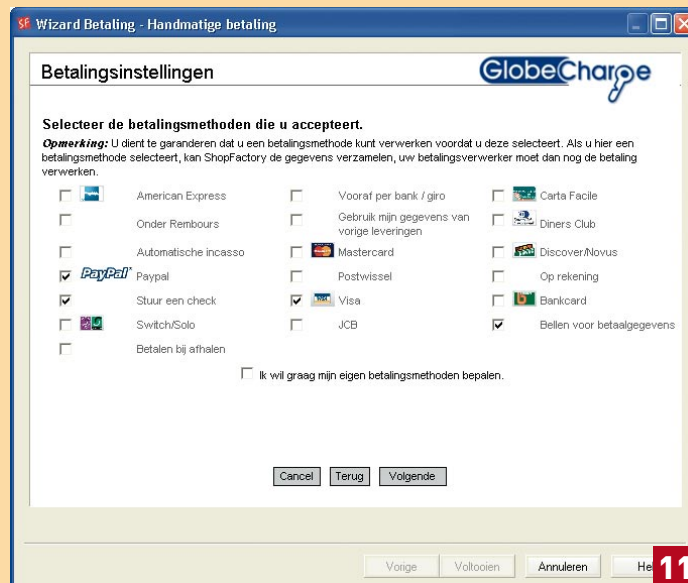 SF Wizard Betaling - Handmatige betaling
Betalingsinstellingen
GlobeCharge
Selecteer de betalingsmethoden die u accepteert.
Opmerking: U dient te garanderen dat u een betalingsmethode kunt verwerken voordat u deze selecteert. Als u hier een
betalingsmethode selecteert, kan ShopFactory de gegevens verzamelen, uw betalingsverwerker moet dan nog de betaling
verwerken.
American Express Vooraf per bank / giro Carta Facile
Onder Rembours Gebruik mijn gegevens van
vorige leveringen Diners Club
Automatische incasso Mastercard Discover/Novus
PayPal Paypal Postwissel Op rekening
Stuur een check VISA Visa Bankcard
Switch/Solo JCB Bellen voor betaalgegevens
Betalen bij afhalen
Ik wil graag mijn eigen betalingsmethoden bepalen.
Cancel Terug Volgende
Vorige Voltooien Annuleren Hel
11